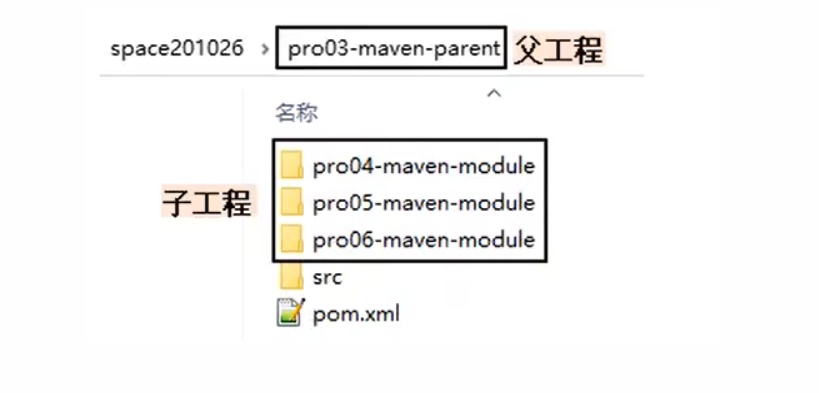 space201026 > pro03-maven-parent 父工程
名称
pro04-maven-module
子工程 pro05-maven-module
pro06-maven-module
src
pom.xml